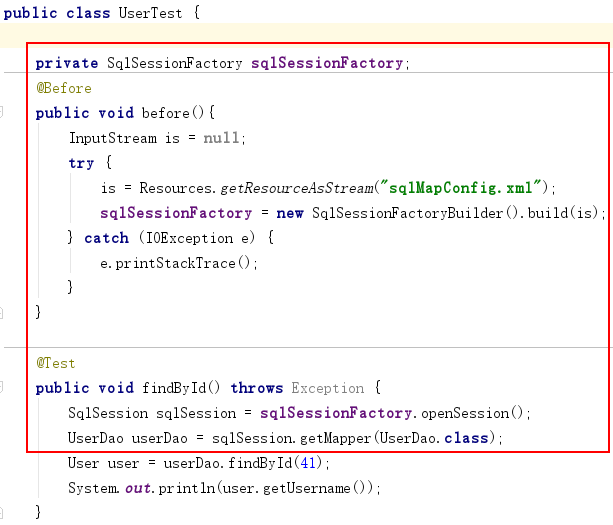 public class UserTest {
private SqlSessionFactory sqlSessionFactory;
@Before
public void before(){
InputStream is = null;
try {
is = Resources.getResourceAsStream("sqlMapConfig.xml");
sqlSessionFactory = new SqlSessionFactoryBuilder().build(is);
} catch (IOException e) {
e.printStackTrace();
}
}
@Test
public void findById() throws Exception {
SqlSession sqlSession = sqlSessionFactory.openSession();
UserDao userDao = sqlSession.getMapper(UserDao.class);
User user = userDao.findById(41);
System.out.println(user.getUsername());
}